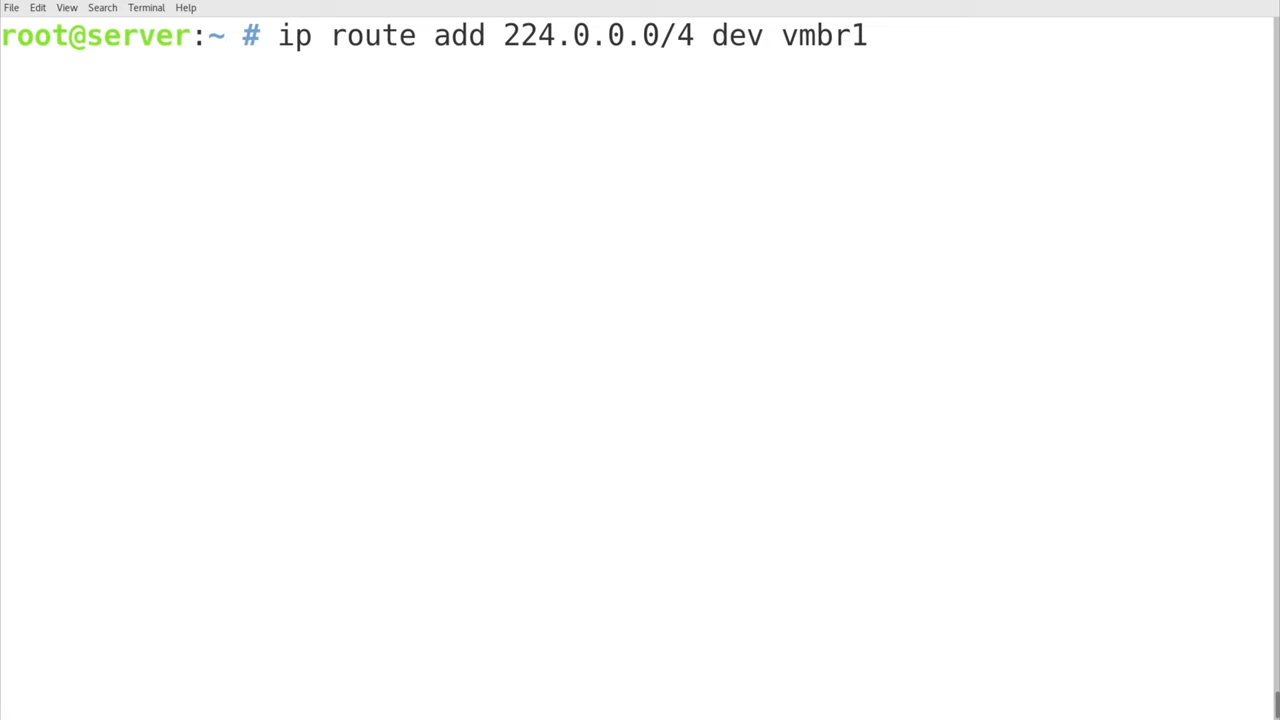 File Edit View Search Terminal Help
root@server:~ # ip route add 224.0.0.0/4 dev vmbr1